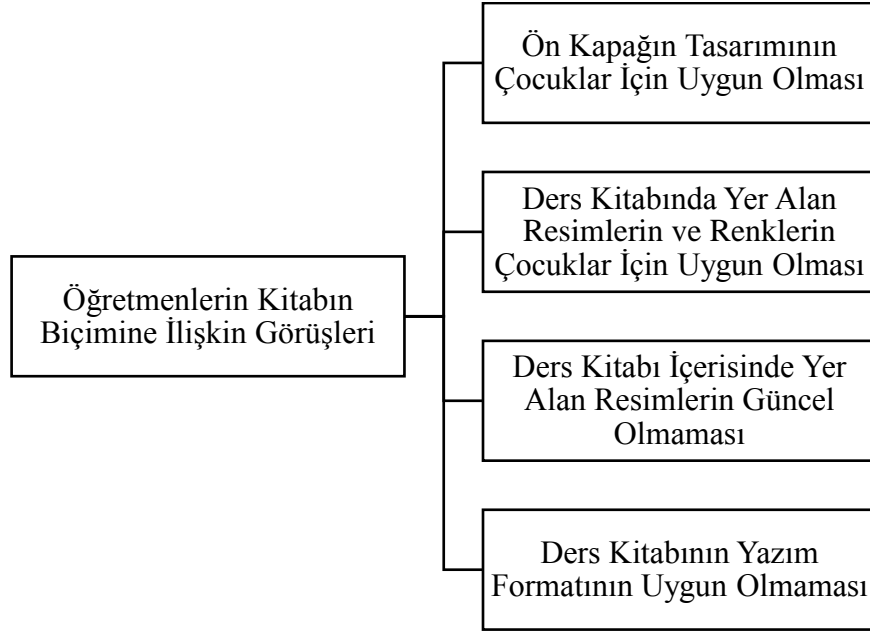 Ön Kapağın Tasarımının
Çocuklar İçin Uygun Olması
Ders Kitabında Yer Alan
Resimlerin ve Renklerin
Çocuklar İçin Uygun Olması
Öğretmenlerin Kitabın
Biçimine İlişkin Görüşleri
Ders Kitabı İçerisinde Yer
Alan Resimlerin Güncel
Olmaması
Ders Kitabının Yazım
Formatının Uygun Olmaması